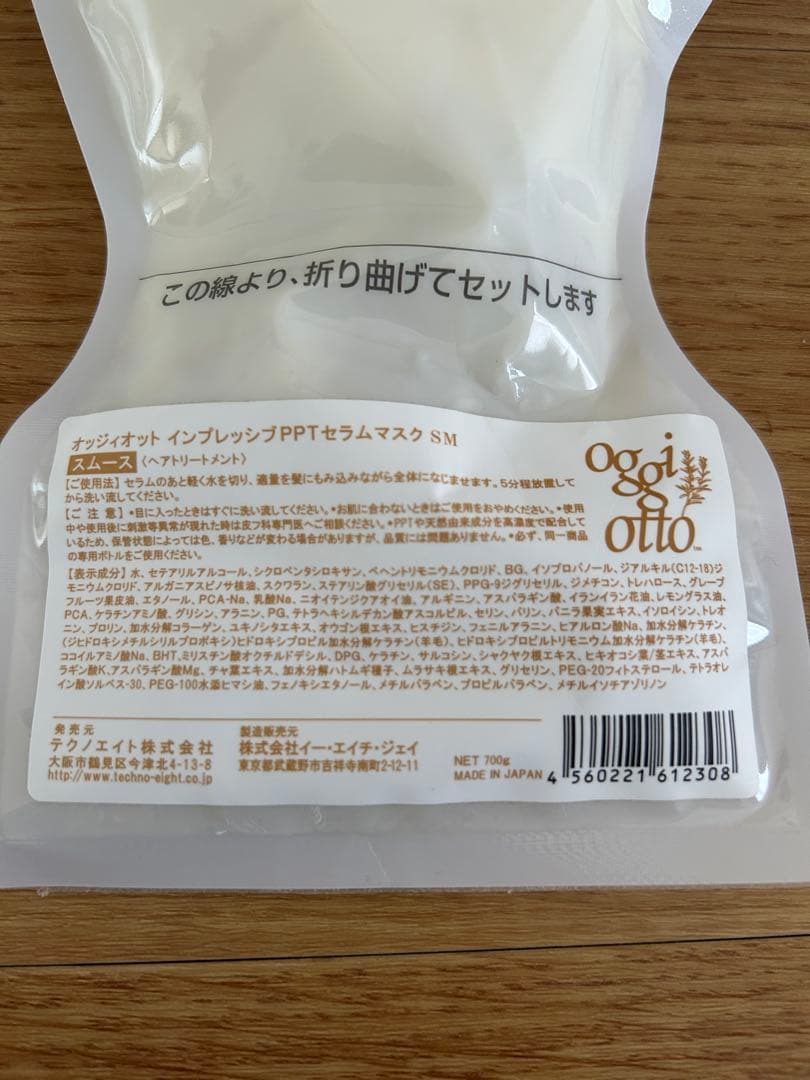 この線より、折り曲げてセットします
オッジィオット インプレッシブPPTセラムマスク SM
スムース 〈ヘアトリートメント〉
oggi
otto™
【ご使用法】セラムのあと軽く水を切り、適量を髪にもみ込みながら全体になじませます。5分程放置して
から洗い流してください。
【ご 注 意】*目に入ったときはすぐに洗い流してください。*お肌に合わないときはご使用をおやめください。*使用
中や使用後に刺激等異常が現れた時は皮フ科専門医へご相談ください。*PPTや天然由来成分を高濃度で配合して
いるため、保管状態によっては色、香りなどが変わる場合がありますが、品質には問題ありません。*必ず、同一商品
の専用ボトルをご使用ください。
【表示成分】水、セテアリルアルコール、シクロペンタシロキサン、ベヘントリモニウムクロリド、BG、イソプロパノール、ジアルキル(C12-18)ジ
モニウムクロリド、アルガニアスピノサ核油、スクワラン、ステアリン酸グリセリル(SE)、PPG-9ジグリセリル、ジメチコン、トレハロース、グレープ
フルーツ果皮油、エタノール、PCA-Na、乳酸Na、ニオイテンジクアオイ油、アルギニン、アスパラギン酸、イランイラン花油、レモングラス油、
PCA、ケラチンアミノ酸、グリシン、アラニン、PG、テトラヘキシルデカン酸アスコルビル、セリン、バリン、バニラ果実エキス、イソロイシン、トレオ
ニン、プロリン、加水分解コラーゲン、ユキノシタエキス、オウゴン根エキス、ヒスチジン、フェニルアラニン、ヒアルロン酸Na、加水分解ケラチン、
(ジヒドロキシメチルシリルプロポキシ)ヒドロキシプロピル加水分解ケラチン(羊毛)、ヒドロキシプロピルトリモニウム加水分解ケラチン(羊毛)、
ココイルアミノ酸Na、BHT、ミリスチン酸オクチルドデシル、DPG、ケラチン、サルコシン、シャクヤク根エキス、ヒキオコシ葉/茎エキス、アスパ
ラギン酸K、アスパラギン酸Mg、チャ葉エキス、加水分解ハトムギ種子、ムラサキ根エキス、グリセリン、PEG-20フィトステロール、テトラオレ
イン酸ソルベス-30、PEG-100水添ヒマシ油、フェノキシエタノール、メチルパラベン、プロピルパラベン、メチルイソチアゾリノン
発 売 元
テクノエイト株式会社
大阪市鶴見区今津北4-13-8
http://www.techno-eight.co.jp
製造販売元
株式会社イー・エイチ・ジェイ
東京都武蔵野市吉祥寺南町2-12-11
NET 700g
MADE IN JAPAN
4 560221 612308